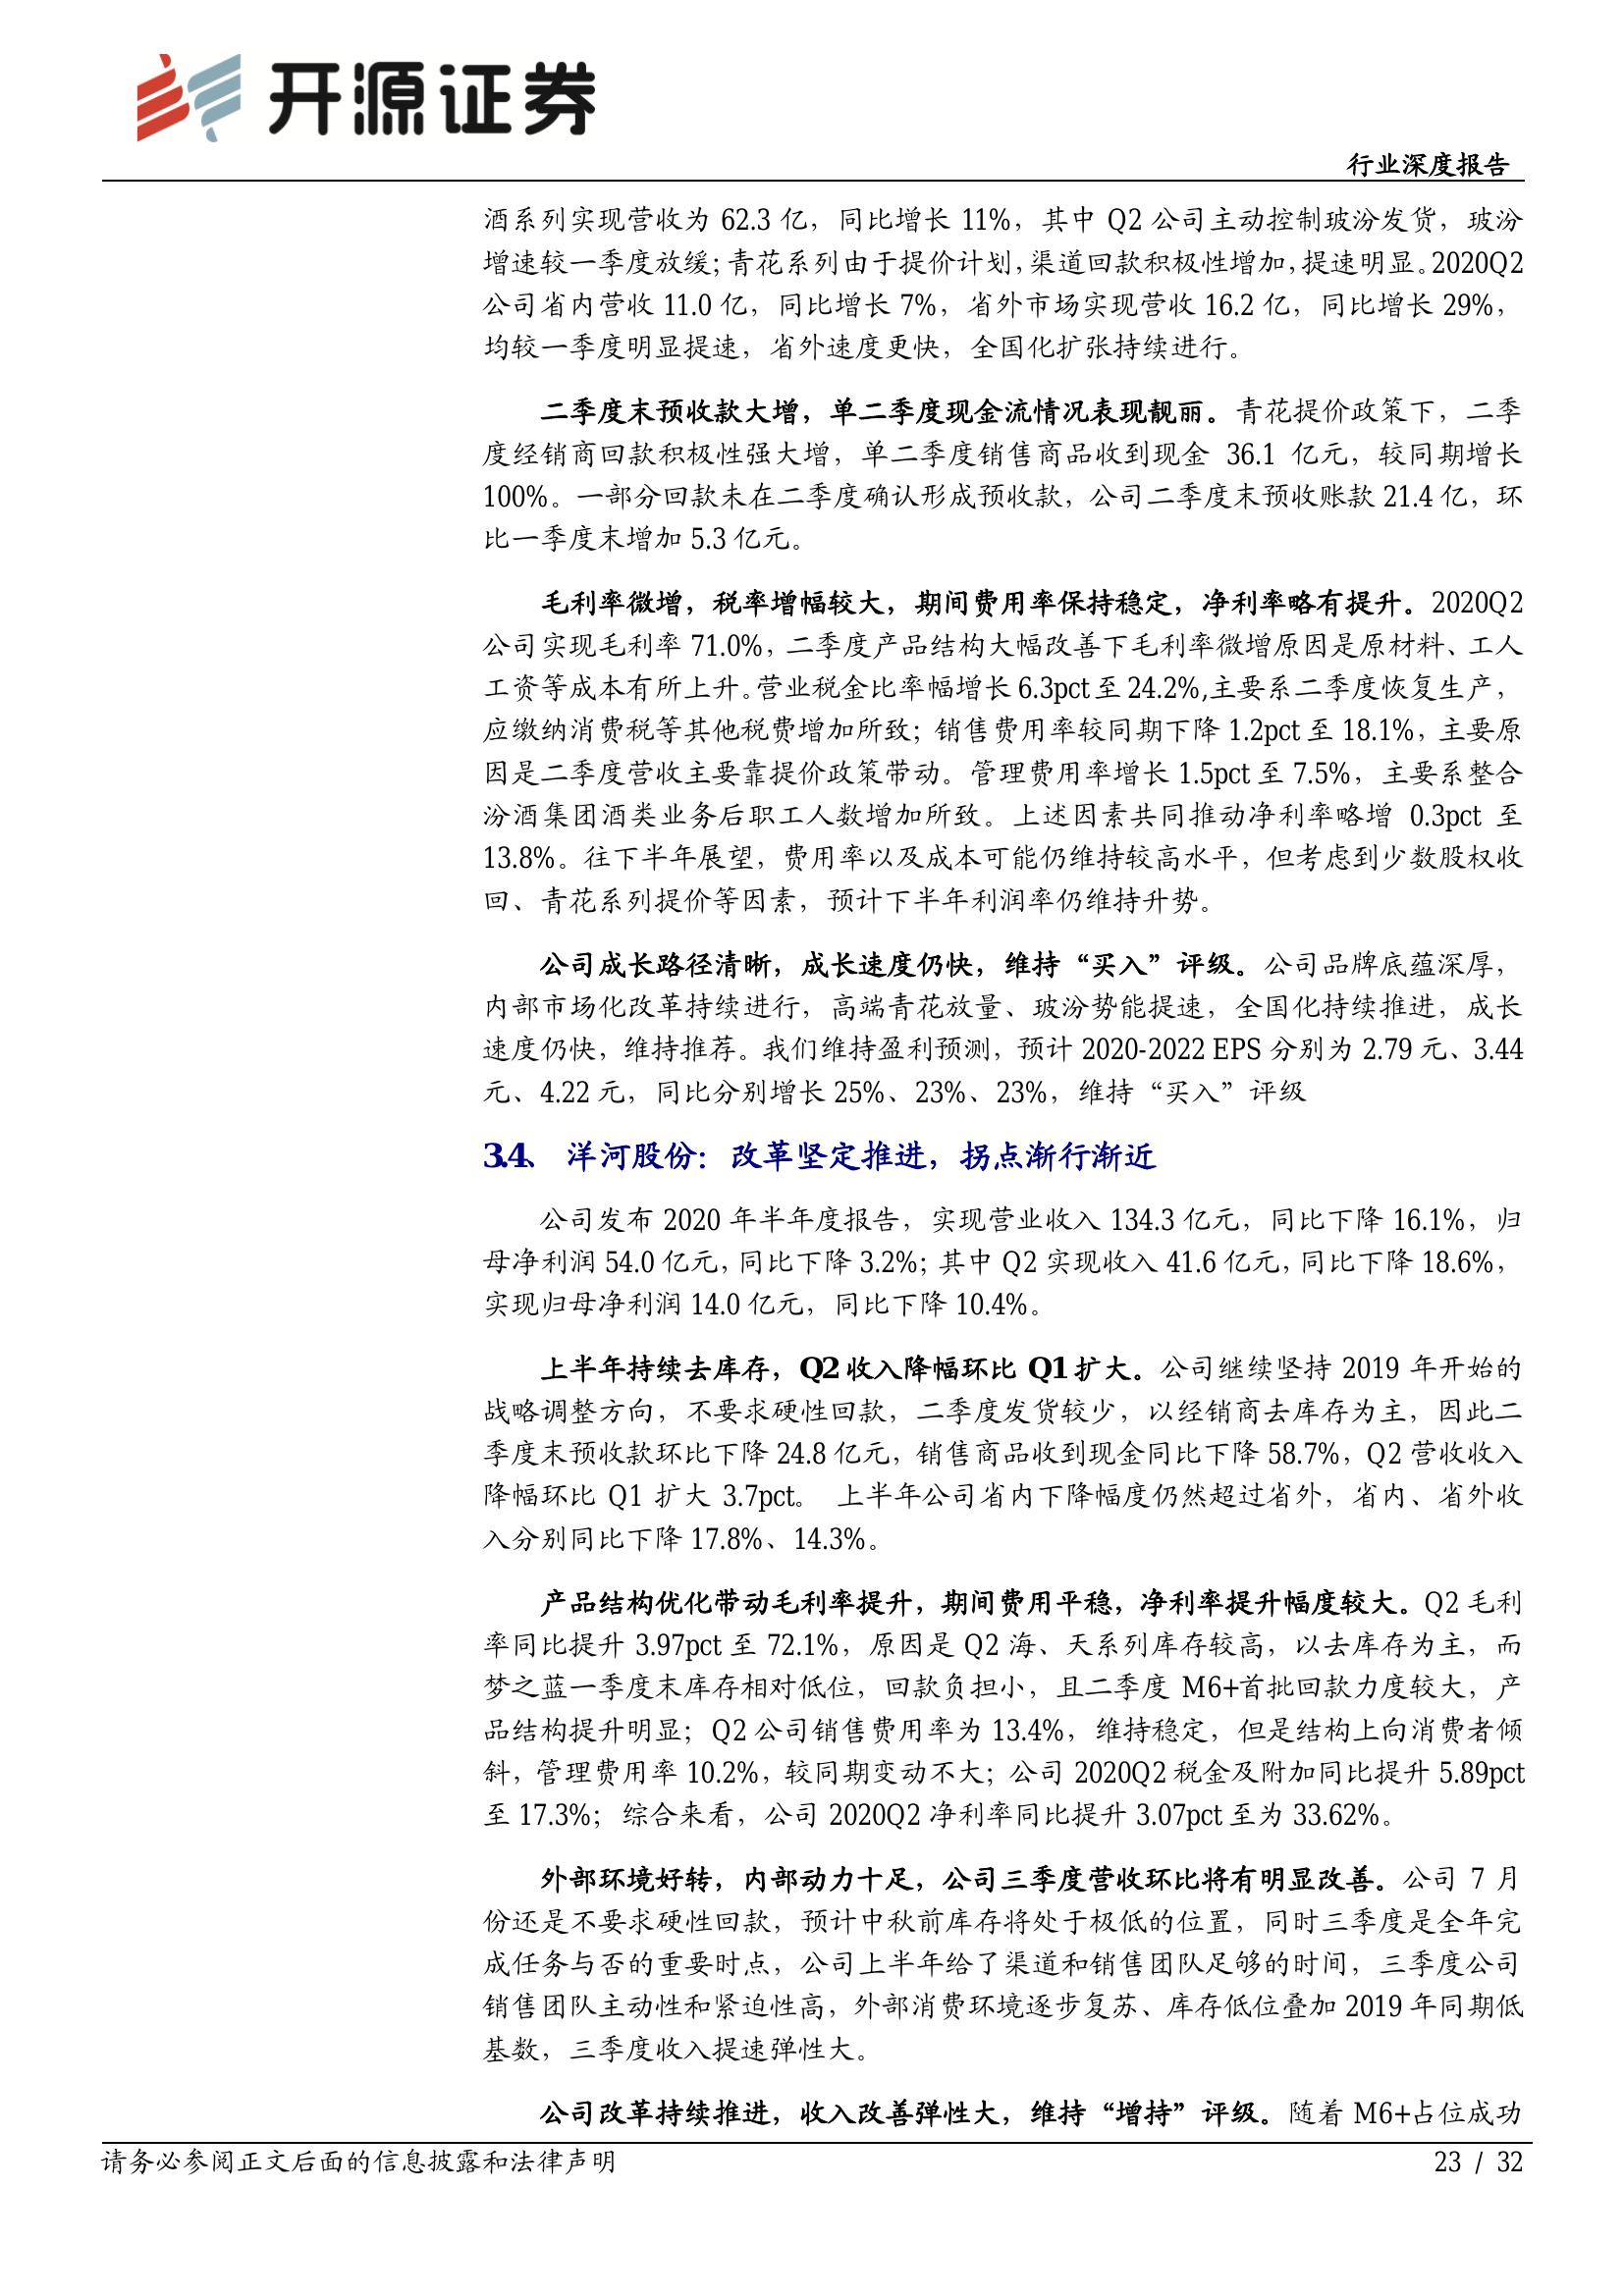 开源证券
行业深度报告
酒系列实现营收为 62.3 亿，同比增长 11%，其中 Q2 公司主动控制玻汾发货，玻汾
增速较一季度放缓；青花系列由于提价计划，渠道回款积极性增加，提速明显。2020Q2
公司省内营收 11.0 亿，同比增长 7%，省外市场实现营收 16.2 亿，同比增长 29%，
均较一季度明显提速，省外速度更快，全国化扩张持续进行。
二季度末预收款大增，单二季度现金流情况表现靓丽。青花提价政策下，二季
度经销商回款积极性强大增，单二季度销售商品收到现金 36.1 亿元，较同期增长
100%。一部分回款未在二季度确认形成预收款，公司二季度末预收账款 21.4 亿，环
比一季度末增加 5.3 亿元。
毛利率微增，税率增幅较大，期间费用率保持稳定，净利率略有提升。2020Q2
公司实现毛利率 71.0%，二季度产品结构大幅改善下毛利率微增原因是原材料、工人
工资等成本有所上升。营业税金比率幅增长 6.3pct 至 24.2%,主要系二季度恢复生产，
应缴纳消费税等其他税费增加所致；销售费用率较同期下降 1.2pct 至 18.1%，主要原
因是二季度营收主要靠提价政策带动。管理费用率增长 1.5pct 至 7.5%，主要系整合
汾酒集团酒类业务后职工人数增加所致。上述因素共同推动净利率略增 0.3pct 至
13.8%。往下半年展望，费用率以及成本可能仍维持较高水平，但考虑到少数股权收
回、青花系列提价等因素，预计下半年利润率仍维持升势。
公司成长路径清晰，成长速度仍快，维持“买入”评级。公司品牌底蕴深厚，
内部市场化改革持续进行，高端青花放量、玻汾势能提速，全国化持续推进，成长
速度仍快，维持推荐。我们维持盈利预测，预计 2020-2022 EPS 分别为 2.79 元、3.44
元、4.22 元，同比分别增长 25%、23%、23%，维持“买入”评级
3.4、 洋河股份：改革坚定推进，拐点渐行渐近
公司发布 2020 年半年度报告，实现营业收入 134.3 亿元，同比下降 16.1%，归
母净利润 54.0 亿元，同比下降 3.2%；其中 Q2 实现收入 41.6 亿元，同比下降 18.6%，
实现归母净利润 14.0 亿元，同比下降 10.4%。
上半年持续去库存，Q2 收入降幅环比 Q1 扩大。公司继续坚持 2019 年开始的
战略调整方向，不要求硬性回款，二季度发货较少，以经销商去库存为主，因此二
季度末预收款环比下降 24.8 亿元，销售商品收到现金同比下降 58.7%，Q2 营收收入
降幅环比 Q1 扩大 3.7pct。 上半年公司省内下降幅度仍然超过省外，省内、省外收
入分别同比下降 17.8%、14.3%。
产品结构优化带动毛利率提升，期间费用平稳，净利率提升幅度较大。Q2 毛利
率同比提升 3.97pct 至 72.1%，原因是 Q2 海、天系列库存较高，以去库存为主，而
梦之蓝一季度末库存相对低位，回款负担小，且二季度 M6+首批回款力度较大，产
品结构提升明显；Q2 公司销售费用率为 13.4%，维持稳定，但是结构上向消费者倾
斜，管理费用率 10.2%，较同期变动不大；公司 2020Q2 税金及附加同比提升 5.89pct
至 17.3%；综合来看，公司 2020Q2 净利率同比提升 3.07pct 至为 33.62%。
外部环境好转，内部动力十足，公司三季度营收环比将有明显改善。公司 7 月
份还是不要求硬性回款，预计中秋前库存将处于极低的位置，同时三季度是全年完
成任务与否的重要时点，公司上半年给了渠道和销售团队足够的时间，三季度公司
销售团队主动性和紧迫性高，外部消费环境逐步复苏、库存低位叠加 2019 年同期低
基数，三季度收入提速弹性大。
公司改革持续推进，收入改善弹性大，维持“增持”评级。随着 M6+占位成功
请务必参阅正文后面的信息披露和法律声明
23 / 32